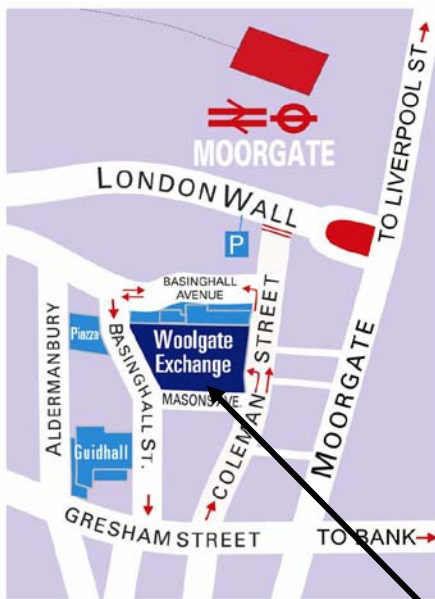 MOORGATE
TO LIVERPOOL ST
LONDON WALL
P
BASINGHALL
AVENUE
Piazza
Woolgate
Exchange
ALDERMANBURY
BASINGHALL ST.
MASONS AVE.
COLEMAN STREET
MOORGATE
Guidhall
GRESHAM STREET
TO BANK